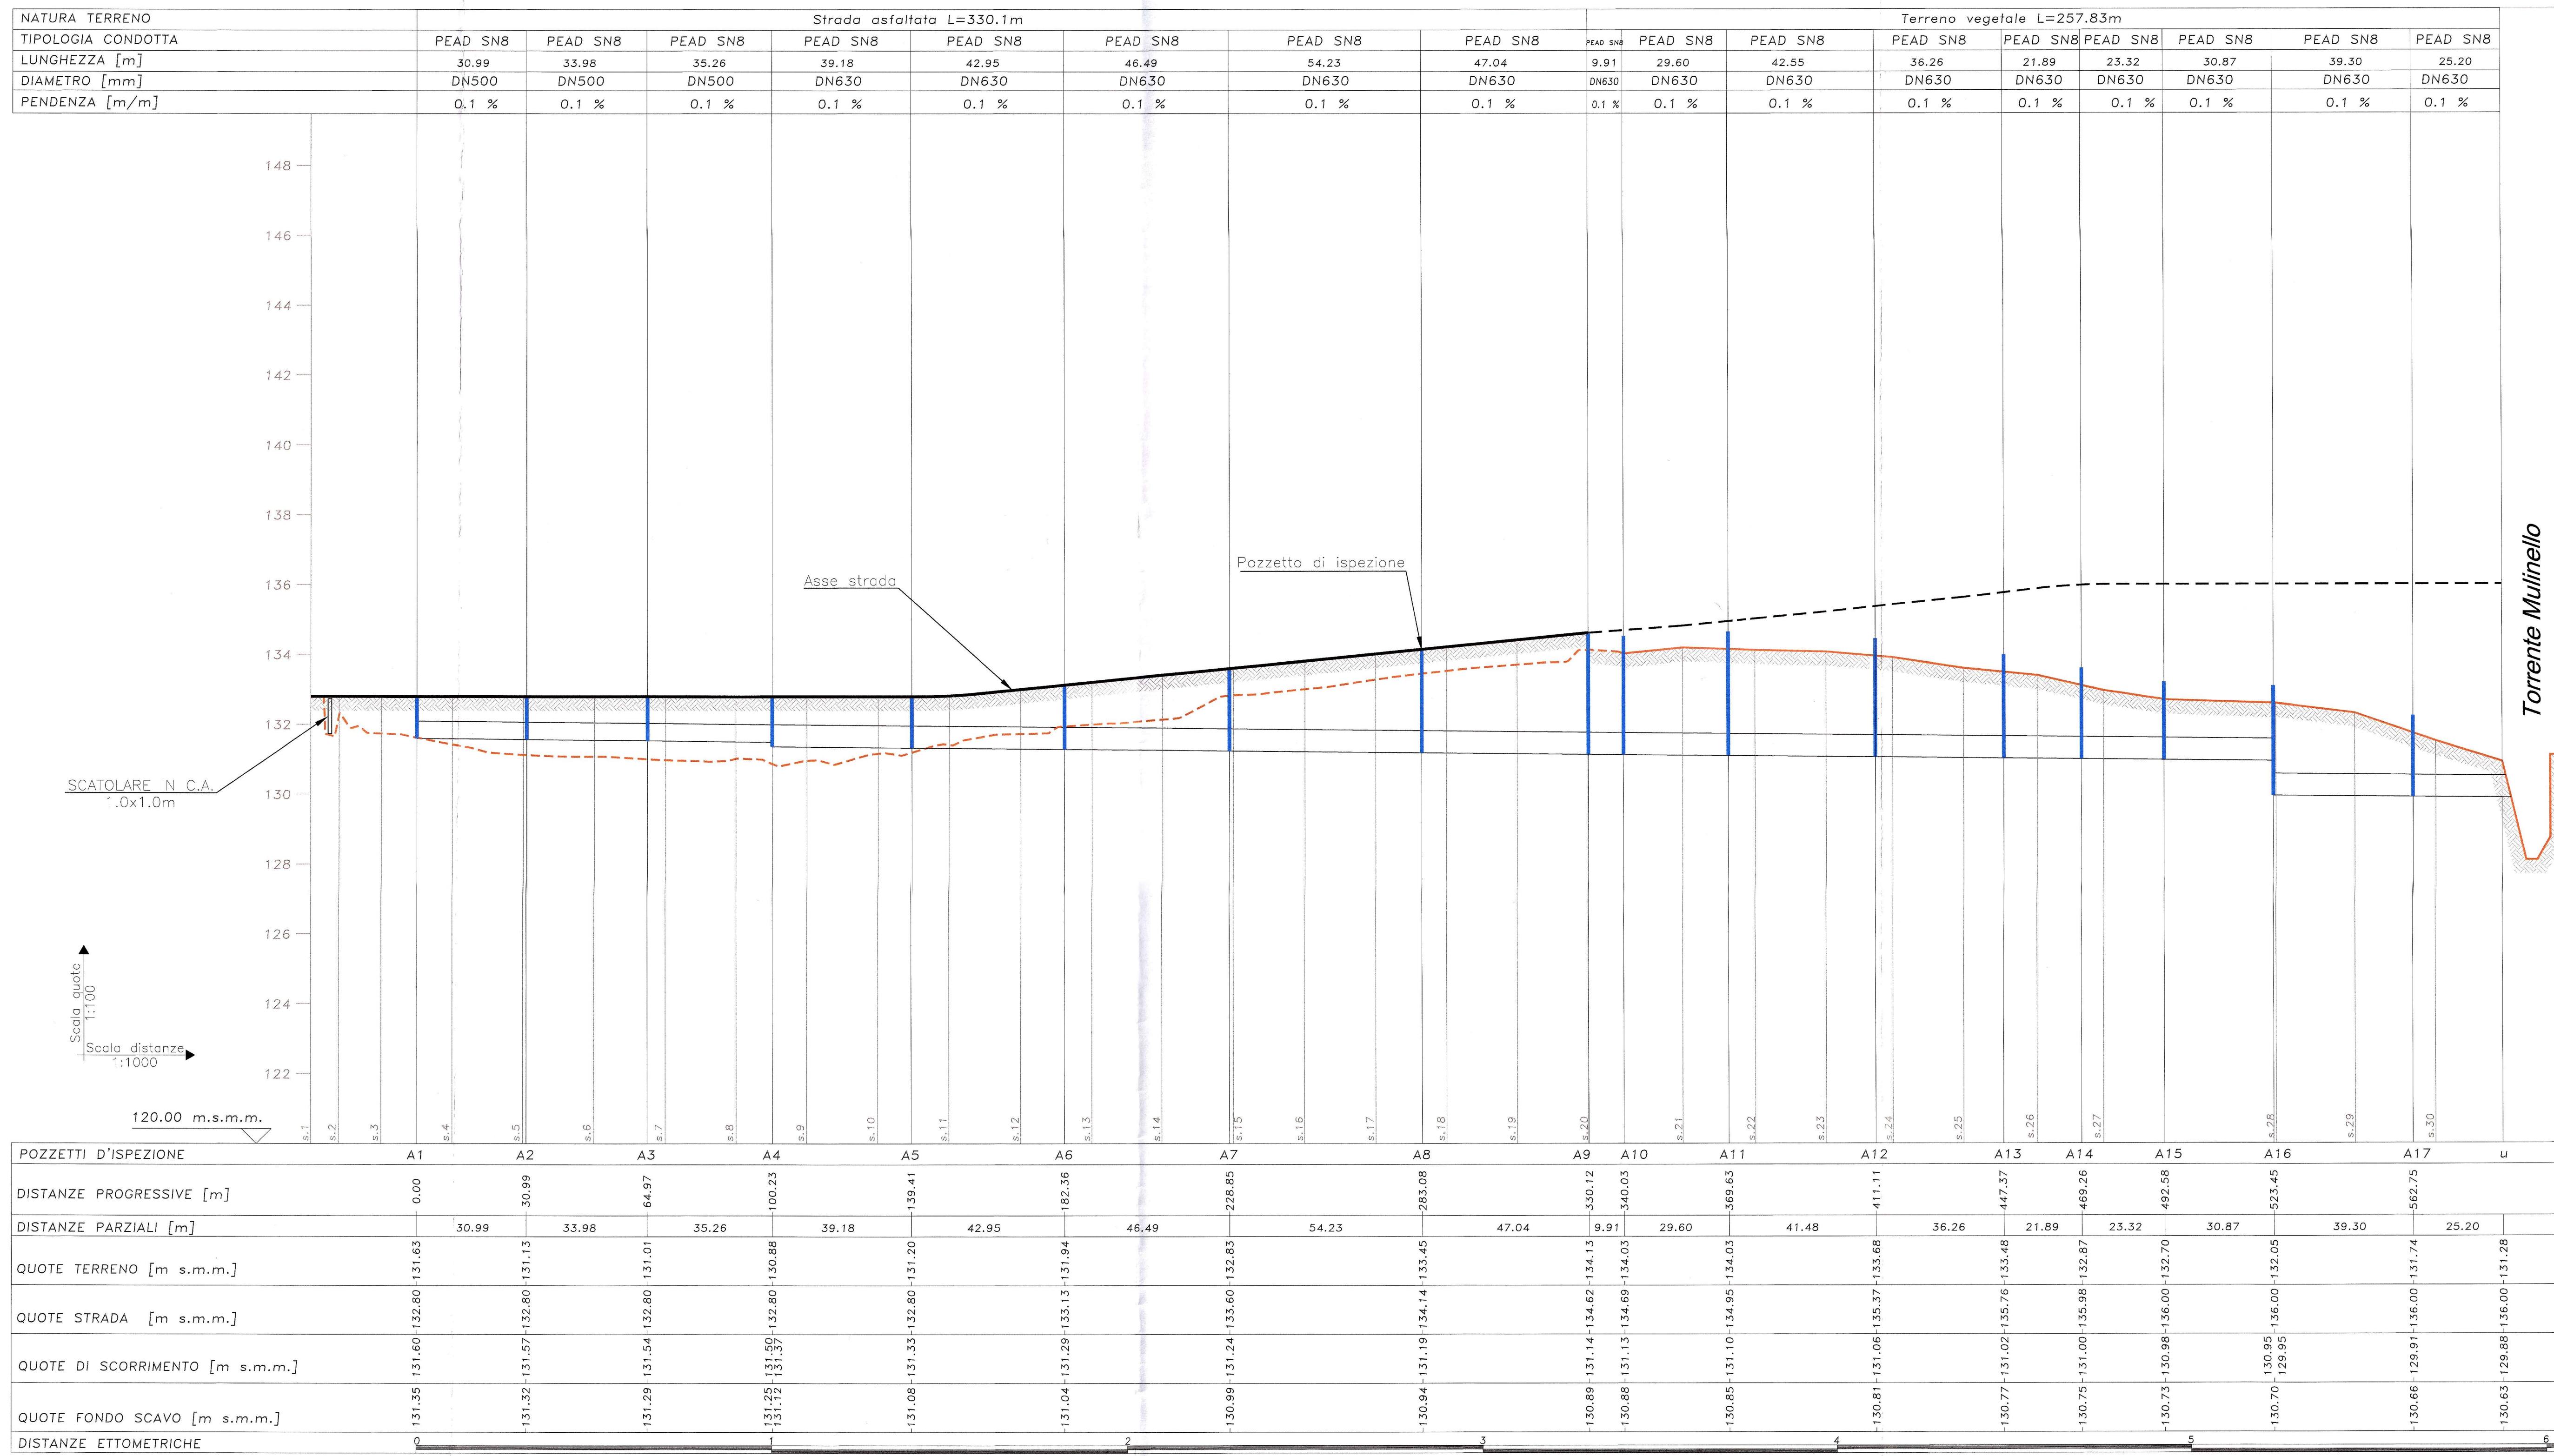 NATURA TERRENO Strada asfaltata L=330.1m Terreno vegetale L=257.83m
TIPOLOGIA CONDOTTA PEAD SN8 PEAD SN8 PEAD SN8 PEAD SN8 PEAD SN8 PEAD SN8 PEAD SN8 PEAD SN8 PEAD SN8 PEAD SN8 PEAD SN8 PEAD SN8 PEAD SN8 PEAD SN8 PEAD SN8 PEAD SN8 PEAD SN8
LUNGHEZZA [m] 30.99 33.98 35.26 39.18 42.95 46.49 54.23 47.04 9.91 29.60 42.55 36.26 21.89 23.32 30.87 39.30 25.20
DIAMETRO [mm] DN500 DN500 DN500 DN630 DN630 DN630 DN630 DN630 DN630 DN630 DN630 DN630 DN630 DN630 DN630 DN630 DN630
PENDENZA [m/m] 0.1 % 0.1 % 0.1 % 0.1 % 0.1 % 0.1 % 0.1 % 0.1 % 0.1 % 0.1 % 0.1 % 0.1 % 0.1 % 0.1 % 0.1 % 0.1 % 0.1 %
148
146
144
142
140
138
136
134
132
130
128
126
124
122
Pozzetto di ispezione
Asse strada
Torrente Mulinello
SCATOLARE IN C.A.
1.0x1.0m
Scala quote
1:100
Scala distanze
1:1000
120.00 m.s.m.m.
s.1 s.2 s.3 s.4 s.5 s.6 s.7 s.8 s.9 s.10 s.11 s.12 s.13 s.14 s.15 s.16 s.17 s.18 s.19 s.20 s.21 s.22 s.23 s.24 s.25 s.26 s.27 s.28 s.29 s.30
POZZETTI D'ISPEZIONE A1 A2 A3 A4 A5 A6 A7 A8 A9 A10 A11 A12 A13 A14 A15 A16 A17 u
DISTANZE PROGRESSIVE [m] 0.00 30.99 64.97 100.23 139.41 182.36 228.85 283.08 330.12 340.03 369.63 411.11 447.37 469.26 492.58 523.45 562.75
DISTANZE PARZIALI [m] 30.99 33.98 35.26 39.18 42.95 46.49 54.23 47.04 9.91 29.60 41.48 36.26 21.89 23.32 30.87 39.30 25.20
QUOTE TERRENO [m s.m.m.] 131.63 131.13 131.01 130.88 131.20 131.94 132.83 133.45 134.13 134.03 134.03 133.68 133.48 132.87 132.70 132.05 131.74 131.28
QUOTE STRADA [m s.m.m.] 132.80 132.80 132.80 132.80 132.80 133.13 133.60 134.14 134.62 134.69 134.95 135.37 135.76 135.98 136.00 136.00 136.00 136.00
QUOTE DI SCORRIMENTO [m s.m.m.] 131.60 131.57 131.54 131.50 131.37 131.33 131.29 131.24 131.19 131.14 131.13 131.10 131.06 131.02 131.00 130.98 130.95 129.95 129.91 129.88
QUOTE FONDO SCAVO [m s.m.m.] 131.35 131.32 131.29 131.25 131.12 131.08 131.04 130.99 130.94 130.89 130.88 130.85 130.81 130.77 130.75 130.73 130.70 130.66 130.63
DISTANZE ETTOMETRICHE 0 1 2 3 4 5 6